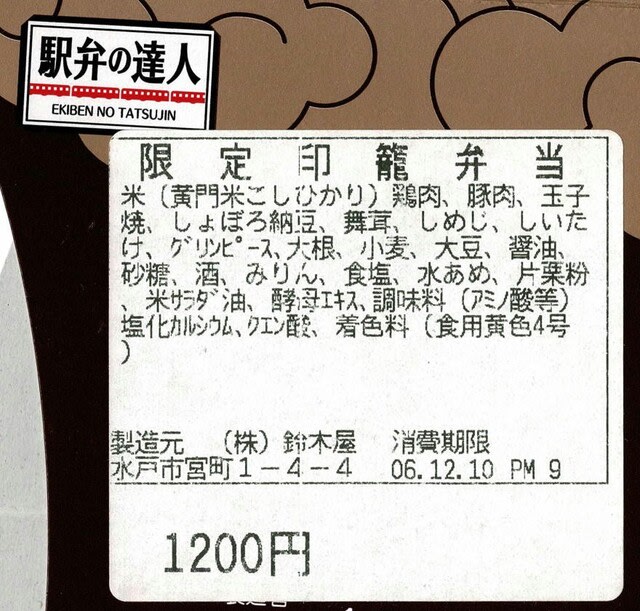 駅弁の達人
EKIBEN NO TATSUJIN
限定印籠弁当
米（黄門米こしひかり）鶏肉、豚肉、玉子
焼、しょぼろ納豆、舞茸、しめじ、しいた
け、グリンピース、大根、小麦、大豆、醤油、
砂糖、酒、みりん、食塩、水あめ、片栗粉
、米サラダ油、酵母エキス、調味料（アミノ酸等）
塩化カルシウム、クエン酸、着色料（食用黄色4号
）
製造元　（株）鈴木屋　消費期限
水戸市宮町１－４－４　06.12.10 PM 9
1200円